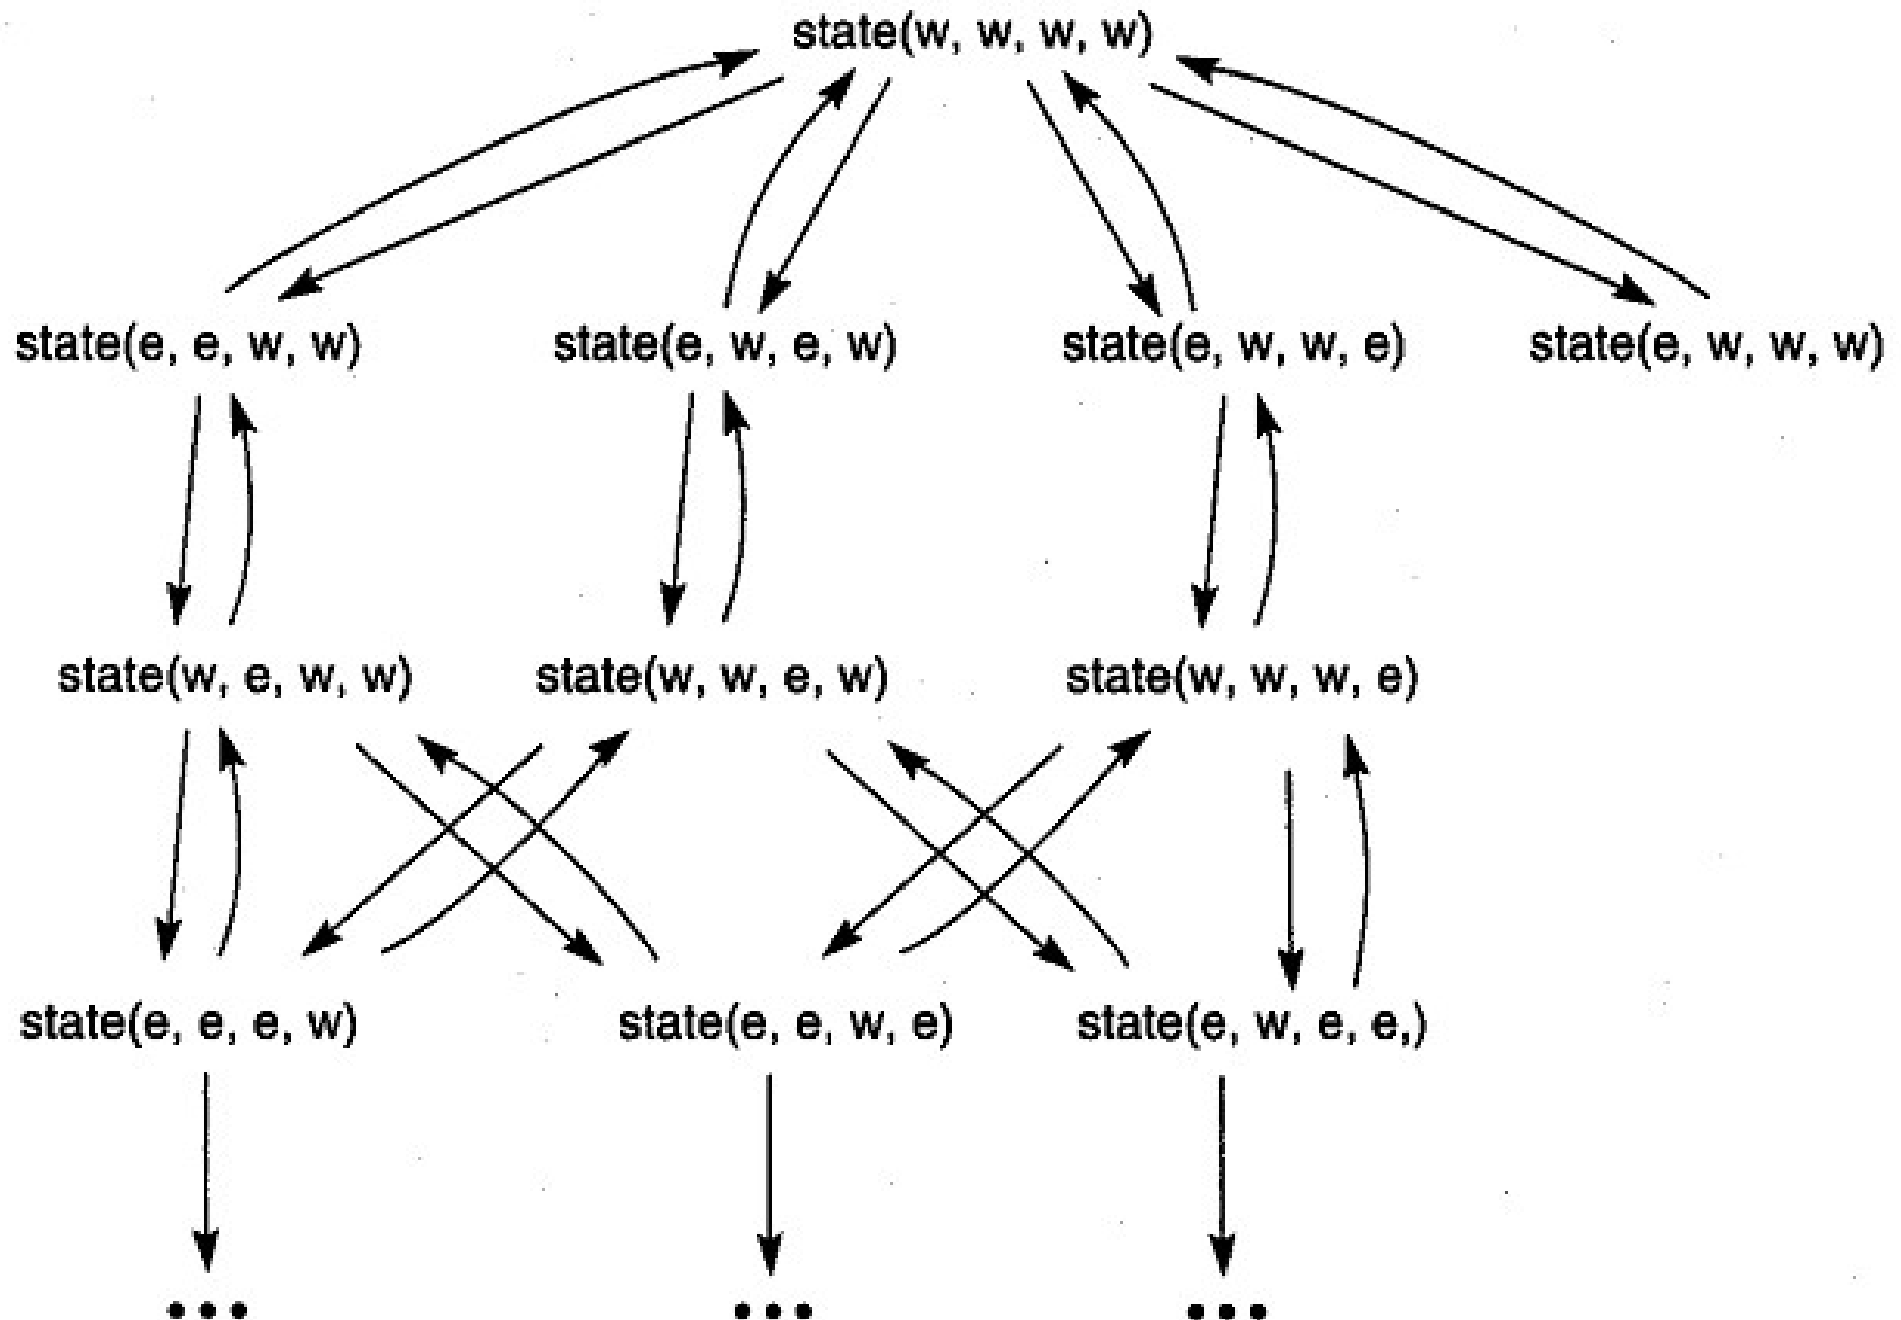 state(w, w, w, w)
state(e, e, w, w) state(e, w, e, w) state(e, w, w, e) state(e, w, w, w)
state(w, e, w, w) state(w, w, e, w) state(w, w, w, e)
state(e, e, e, w) state(e, e, w, e) state(e, w, e, e,)
••• ••• •••